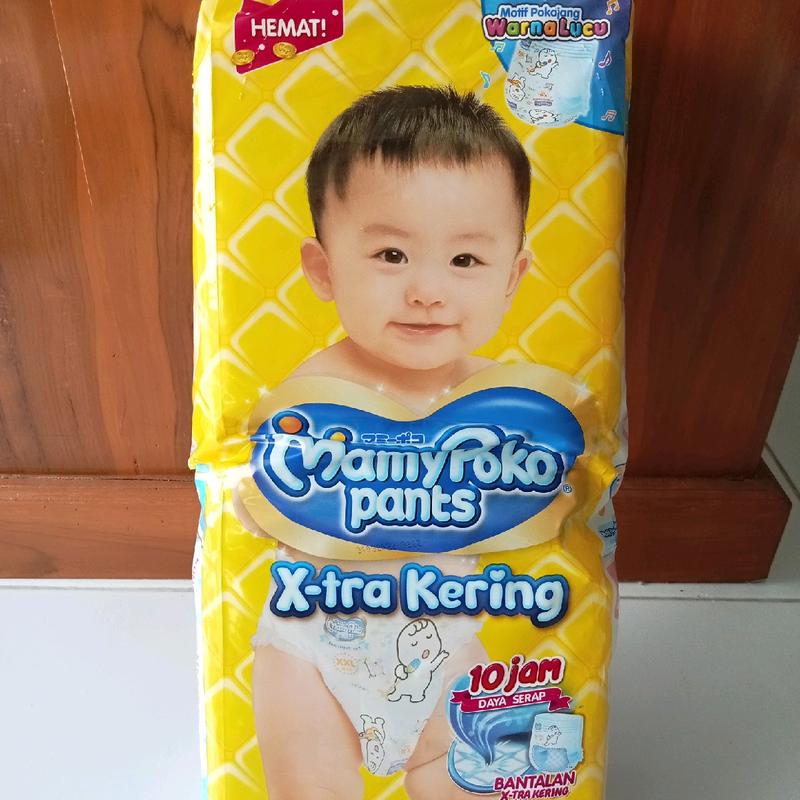 HEMAT!
Motif Pokojang
WarnaLucu
マミーポコ
MamyPoko
pants
X-tra Kering
MamyPoko
XXL
10 jam
DAYA SERAP
BANTALAN
X-TRA KERING